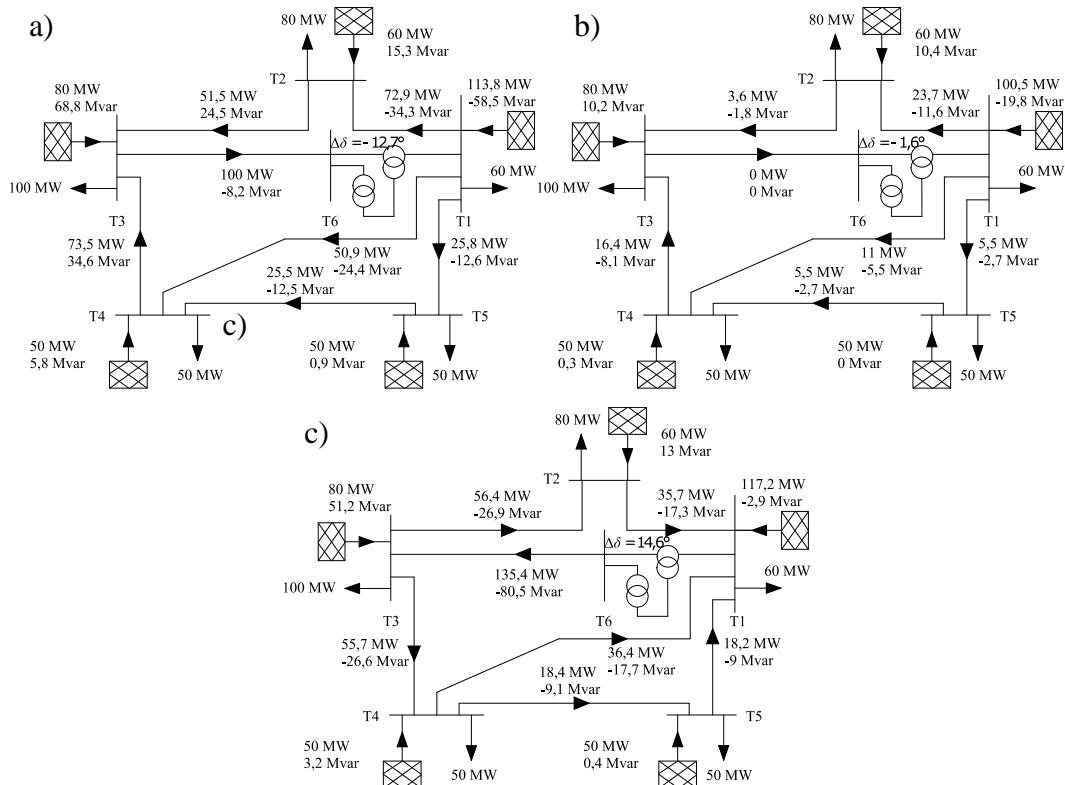 a)
80 MW
60 MW
15,3 Mvar
T2
80 MW
68,8 Mvar
51,5 MW
24,5 Mvar
72,9 MW
-34,3 Mvar
113,8 MW
-58,5 Mvar
Δδ = - 12,7°
100 MW
-8,2 Mvar
100 MW
60 MW
T3
T6
T1
73,5 MW
34,6 Mvar
50,9 MW
-24,4 Mvar
25,8 MW
-12,6 Mvar
25,5 MW
-12,5 Mvar
T4
c)
T5
50 MW
5,8 Mvar
50 MW
50 MW
0,9 Mvar
50 MW
b)
80 MW
60 MW
10,4 Mvar
T2
80 MW
10,2 Mvar
3,6 MW
-1,8 Mvar
23,7 MW
-11,6 Mvar
100,5 MW
-19,8 Mvar
Δδ = - 1,6°
0 MW
0 Mvar
100 MW
60 MW
T3
T6
T1
16,4 MW
-8,1 Mvar
11 MW
-5,5 Mvar
5,5 MW
-2,7 Mvar
5,5 MW
-2,7 Mvar
T4
T5
50 MW
0,3 Mvar
50 MW
50 MW
0 Mvar
50 MW
c)
80 MW
60 MW
13 Mvar
T2
80 MW
51,2 Mvar
56,4 MW
-26,9 Mvar
35,7 MW
-17,3 Mvar
117,2 MW
-2,9 Mvar
Δδ = 14,6°
135,4 MW
-80,5 Mvar
100 MW
60 MW
T3
T6
T1
55,7 MW
-26,6 Mvar
36,4 MW
-17,7 Mvar
18,2 MW
-9 Mvar
18,4 MW
-9,1 Mvar
T4
T5
50 MW
3,2 Mvar
50 MW
50 MW
0,4 Mvar
50 MW